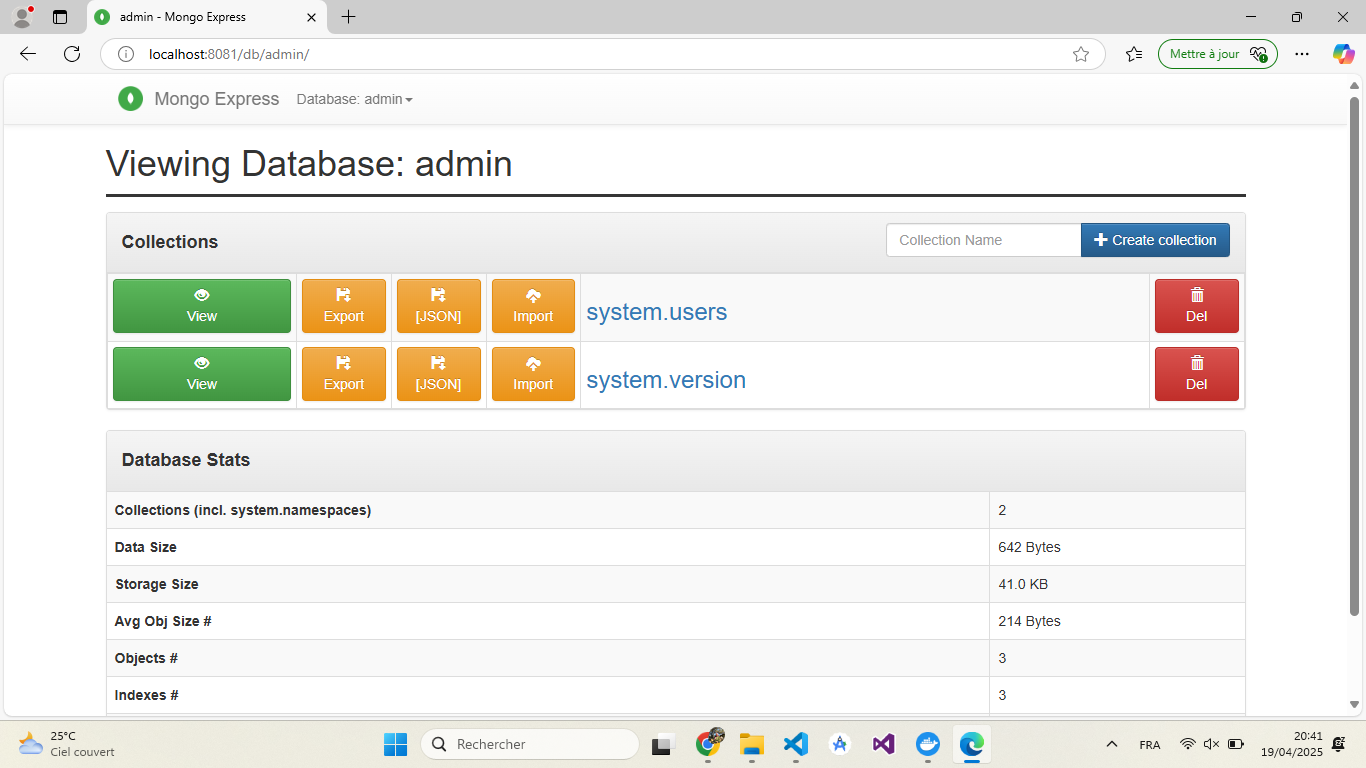 admin - Mongo Express
localhost:8081/db/admin/
Mettre à jour
Mongo Express Database: admin
Viewing Database: admin
Collections
Collection Name
Create collection
View Export [JSON] Import system.users Del
View Export [JSON] Import system.version Del
Database Stats
Collections (incl. system.namespaces) 2
Data Size 642 Bytes
Storage Size 41.0 KB
Avg Obj Size # 214 Bytes
Objects # 3
Indexes # 3
25°C
Ciel couvert
Rechercher
FRA
20:41
19/04/2025